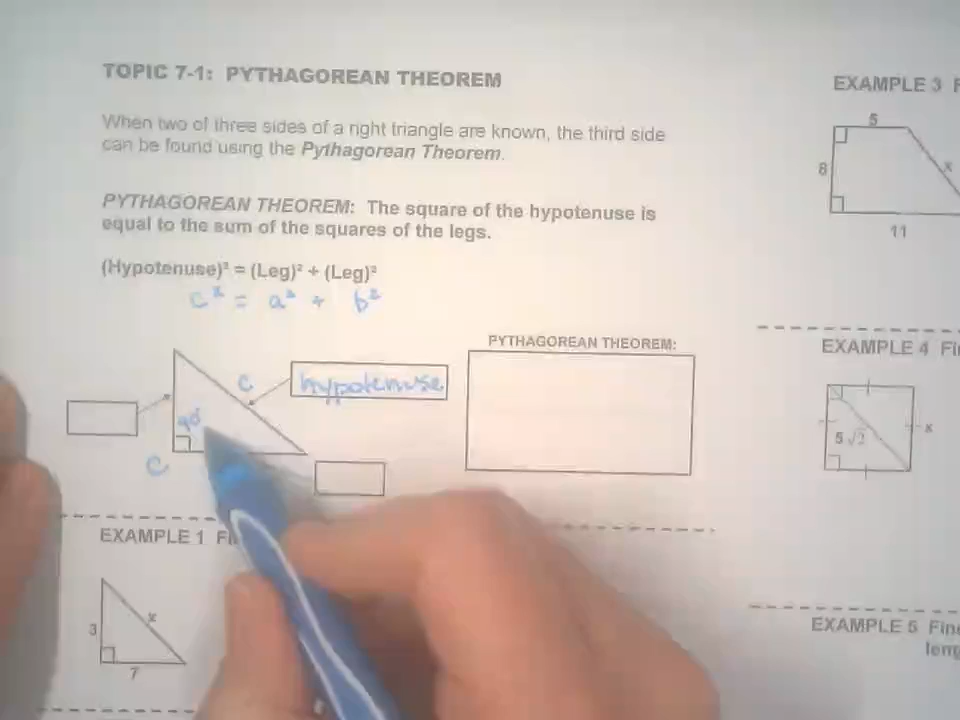 TOPIC 7-1: PYTHAGOREAN THEOREM
When two of three sides of a right triangle are known, the third side
can be found using the Pythagorean Theorem.
PYTHAGOREAN THEOREM: The square of the hypotenuse is
equal to the sum of the squares of the legs.
(Hypotenuse)² = (Leg)² + (Leg)²
c² = a² + b²
c
hypotenuse
90°
C
PYTHAGOREAN THEOREM:
EXAMPLE 1
3
x
7
EXAMPLE 3
5
8
x
11
EXAMPLE 4
5√2
x
EXAMPLE 5